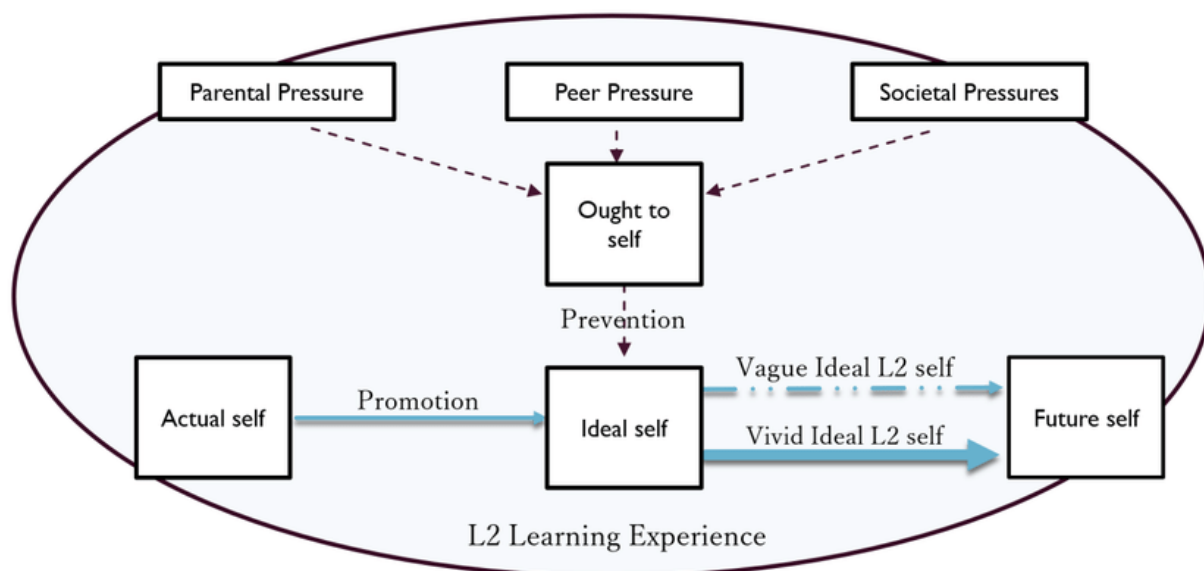 Parental Pressure
Peer Pressure
Societal Pressures
Ought to
self
Prevention
Actual self
Promotion
Ideal self
Vague Ideal L2 self
Vivid Ideal L2 self
Future self
L2 Learning Experience